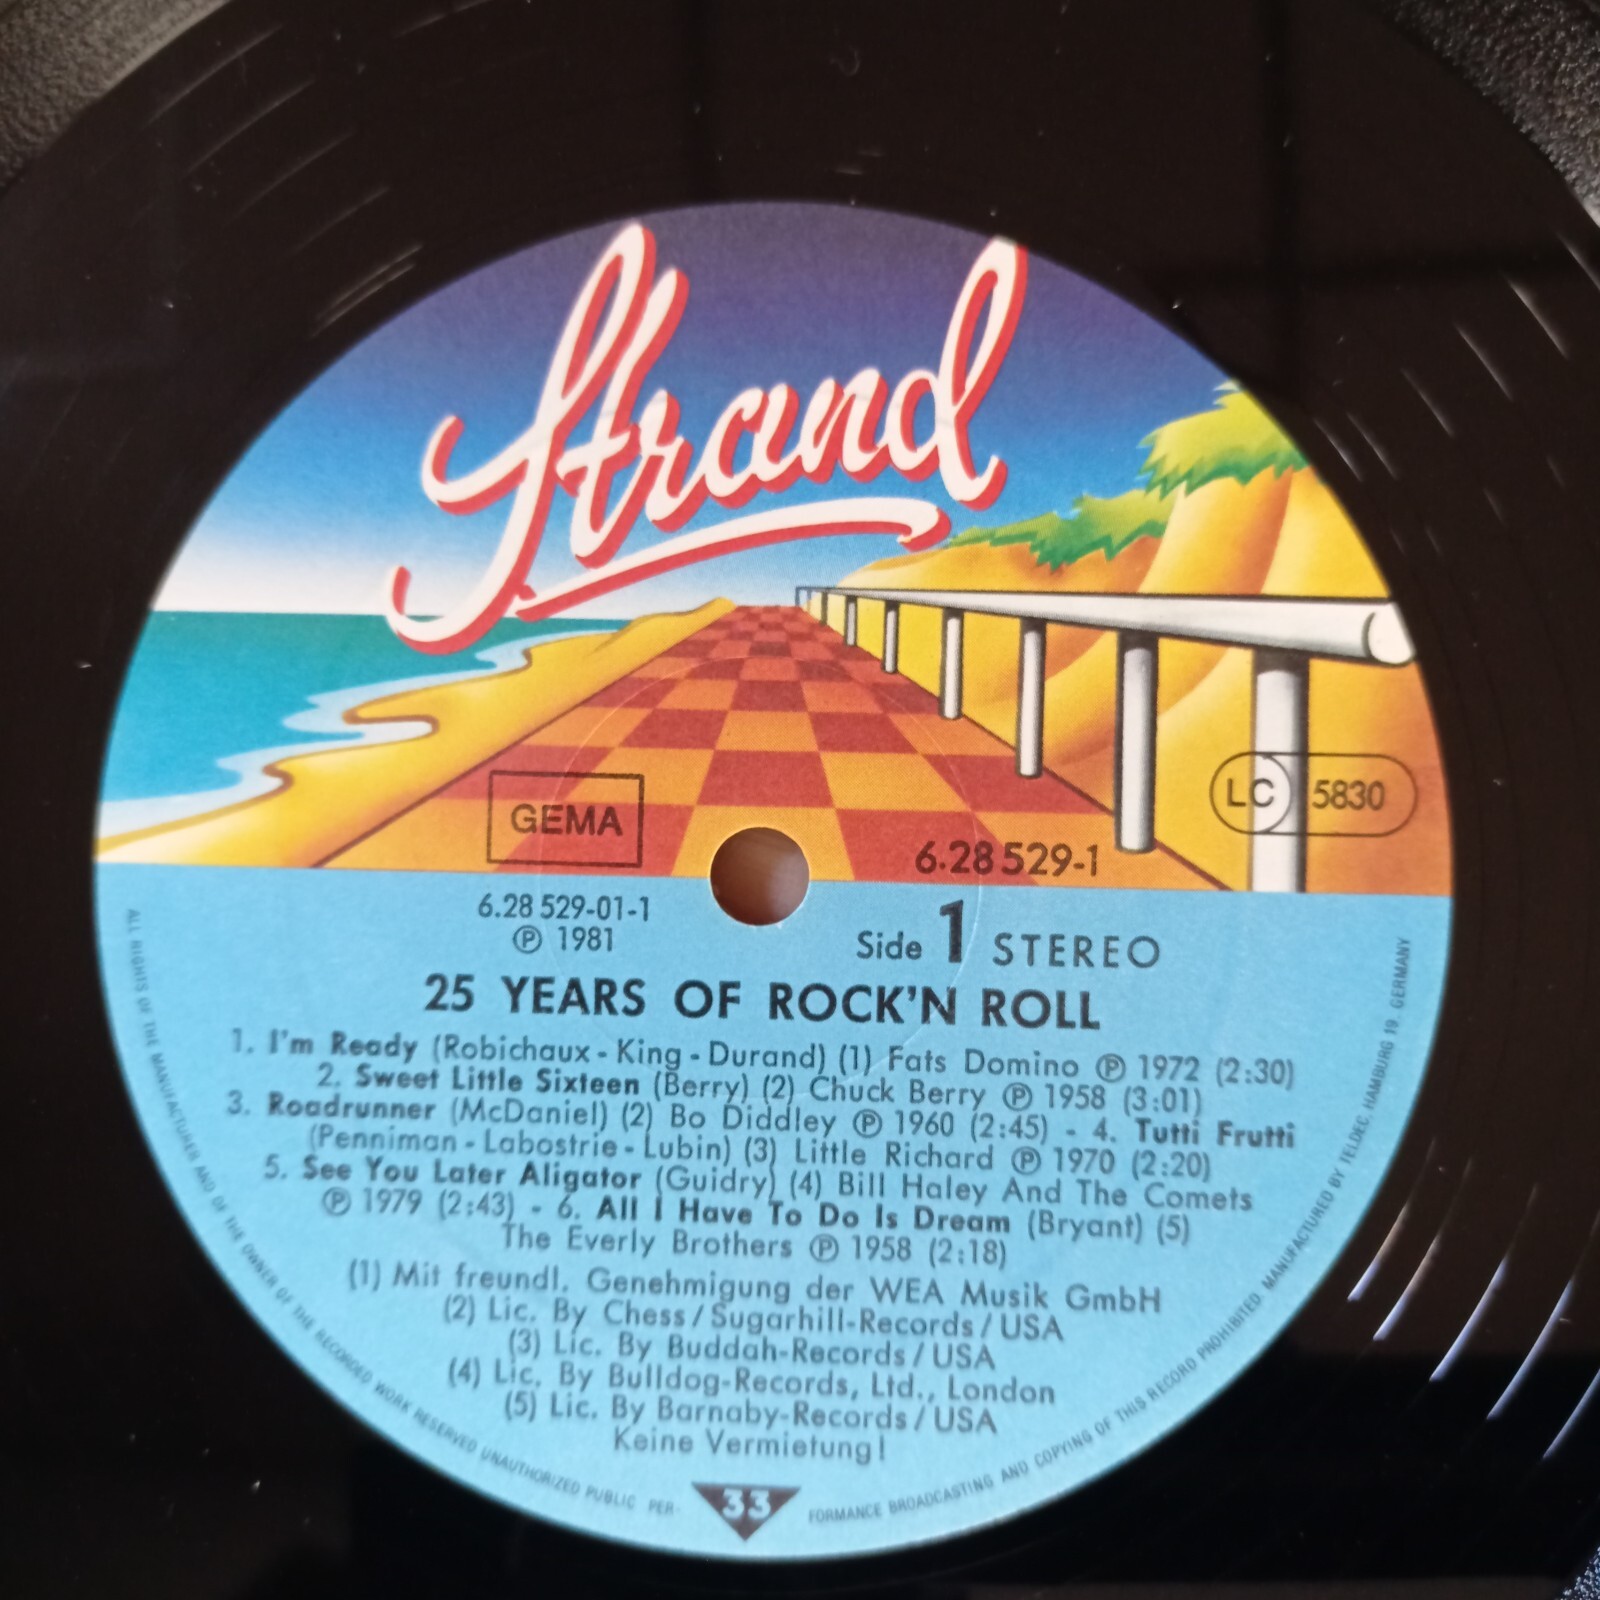 Strand
GEMA
LC 5830
6.28 529-1
6.28 529-01-1
℗ 1981
Side 1 STEREO
25 YEARS OF ROCK'N ROLL
1. I'm Ready (Robichaux - King - Durand) (1) Fats Domino ℗ 1972 (2:30)
2. Sweet Little Sixteen (Berry) (2) Chuck Berry ℗ 1958 (3:01)
3. Roadrunner (McDaniel) (2) Bo Diddley ℗ 1960 (2:45) - 4. Tutti Frutti
(Penniman - Labostrie - Lubin) (3) Little Richard ℗ 1970 (2:20)
5. See You Later Aligator (Guidry) (4) Bill Haley And The Comets
℗ 1979 (2:43) - 6. All I Have To Do Is Dream (Bryant) (5)
The Everly Brothers ℗ 1958 (2:18)
(1) Mit freundl. Genehmigung der WEA Musik GmbH
(2) Lic. By Chess / Sugarhill-Records / USA
(3) Lic. By Buddah-Records / USA
(4) Lic. By Bulldog-Records, Ltd., London
(5) Lic. By Barnaby-Records / USA
Keine Vermietung!
33
ALL RIGHTS OF THE MANUFACTURER AND OF THE OWNER OF THE RECORDED WORK RESERVED UNAUTHORIZED PUBLIC PER- FORMANCE BROADCASTING AND COPYING OF THIS RECORD PROHIBITED. MANUFACTURED BY TELDEC, HAMBURG 19. GERMANY